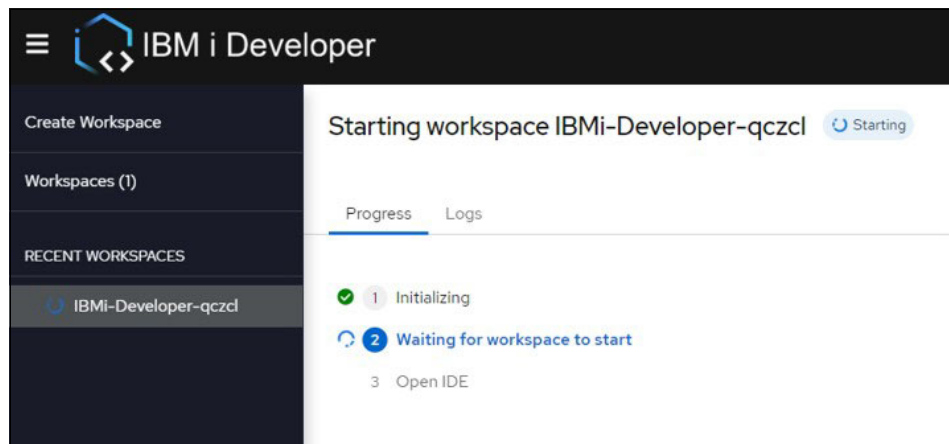 IBM i Developer
Create Workspace
Workspaces (1)
RECENT WORKSPACES
IBMi-Developer-qczcl
Starting workspace IBMi-Developer-qczcl Starting
Progress Logs
1 Initializing
2 Waiting for workspace to start
3 Open IDE